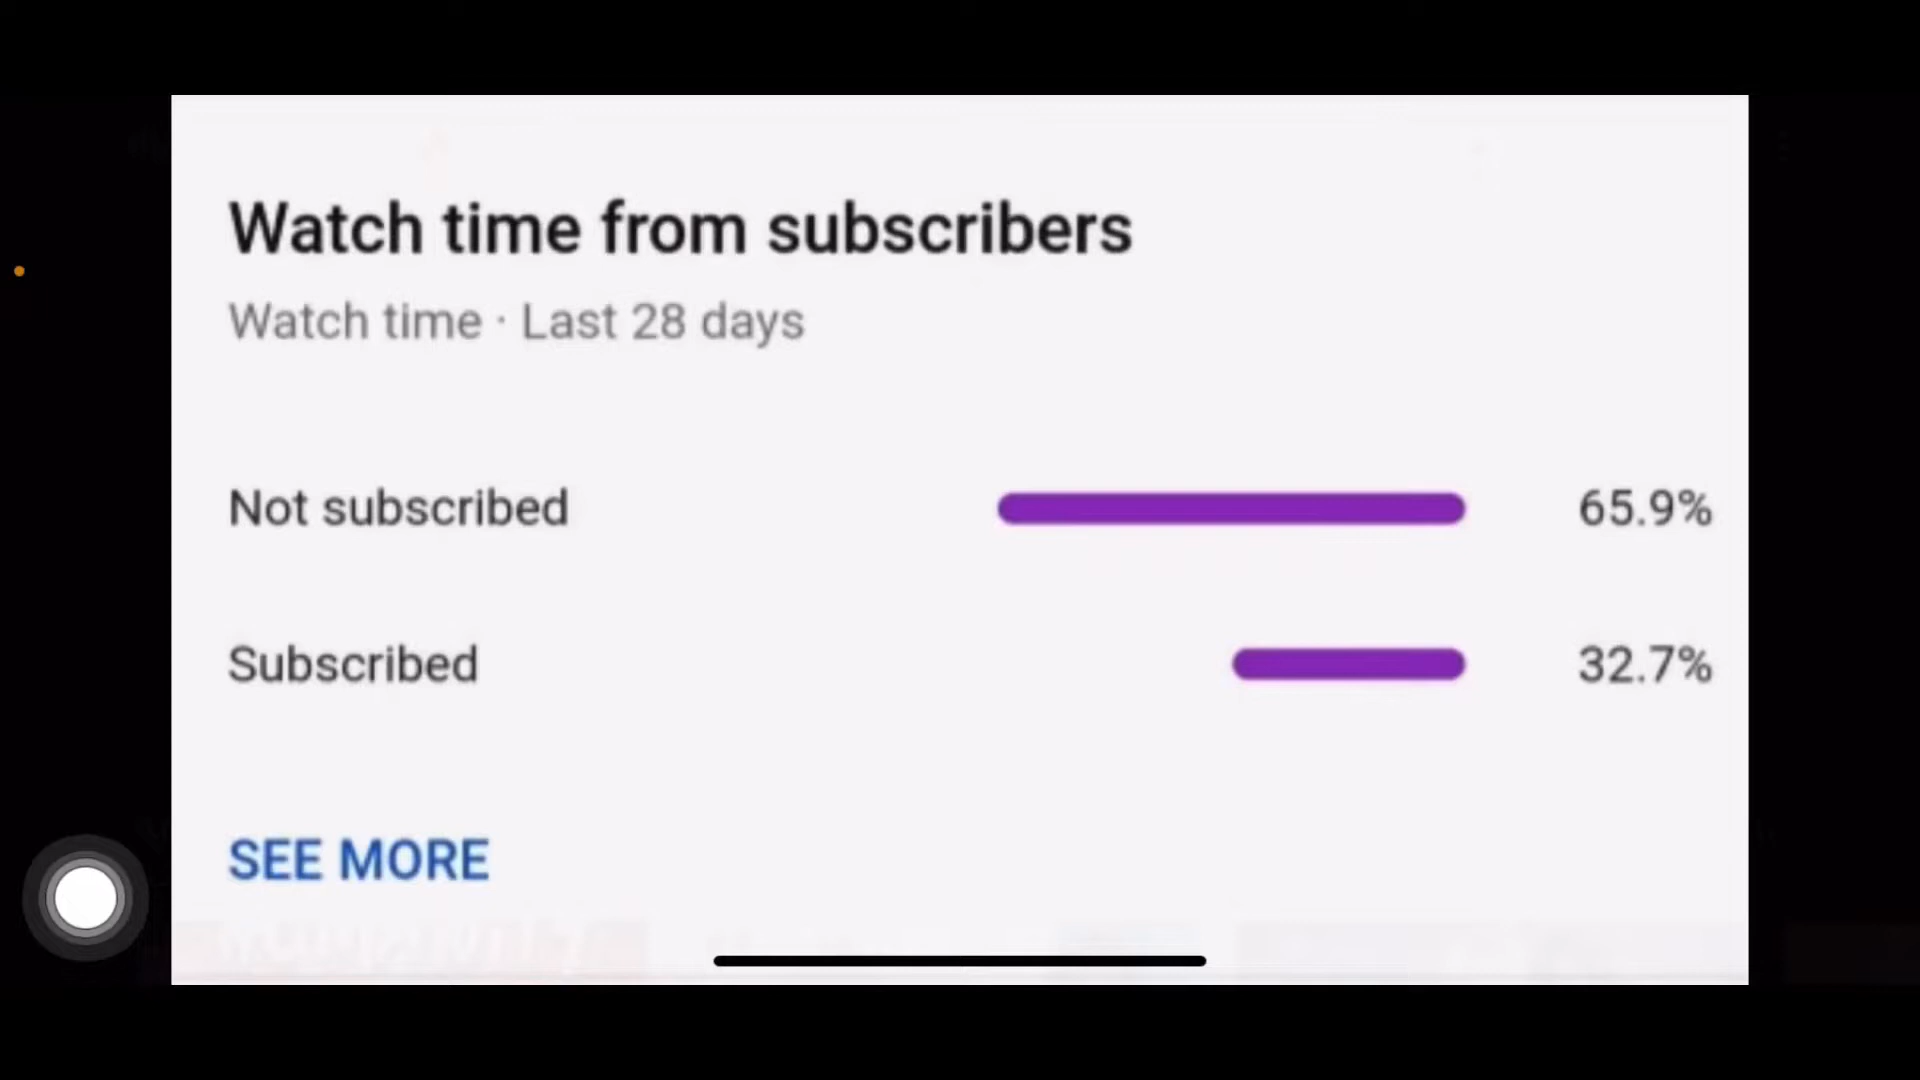 Watch time from subscribers
Watch time · Last 28 days
Not subscribed 65.9%
Subscribed 32.7%
SEE MORE